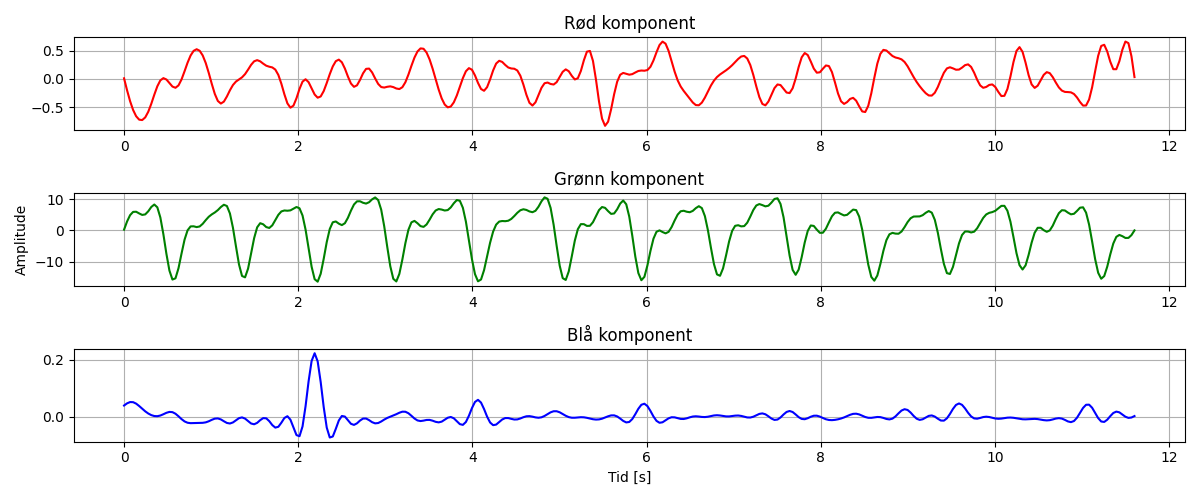 Rød komponent
0.5
0.0
−0.5
0 2 4 6 8 10 12
Grønn komponent
10
0
−10
Amplitude
0 2 4 6 8 10 12
Blå komponent
0.2
0.0
0 2 4 6 8 10 12
Tid [s]